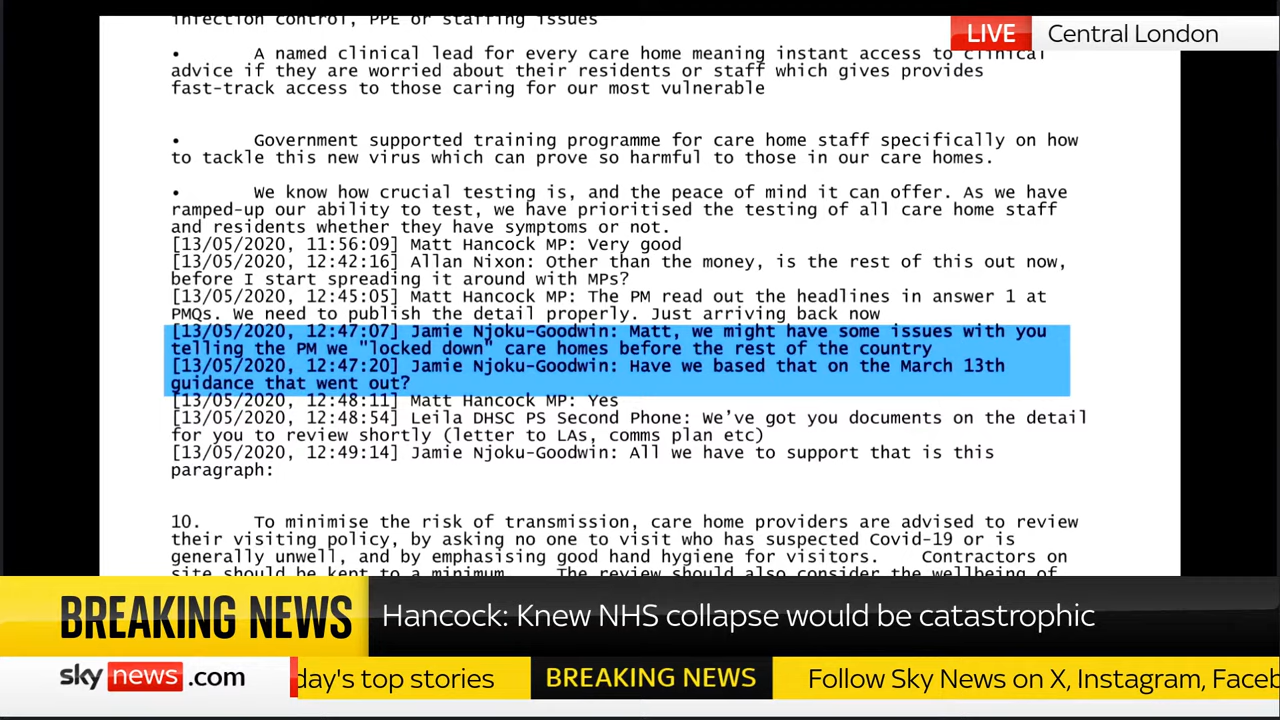 infection control, PPE or staffing issues
• A named clinical lead for every care home meaning instant access to clinical
advice if they are worried about their residents or staff which gives provides
fast-track access to those caring for our most vulnerable
• Government supported training programme for care home staff specifically on how
to tackle this new virus which can prove so harmful to those in our care homes.
• We know how crucial testing is, and the peace of mind it can offer. As we have
ramped-up our ability to test, we have prioritised the testing of all care home staff
and residents whether they have symptoms or not.
[13/05/2020, 11:56:09] Matt Hancock MP: Very good
[13/05/2020, 12:42:16] Allan Nixon: Other than the money, is the rest of this out now,
before I start spreading it around with MPs?
[13/05/2020, 12:45:05] Matt Hancock MP: The PM read out the headlines in answer 1 at
PMQs. We need to publish the detail properly. Just arriving back now
[13/05/2020, 12:47:07] Jamie Njoku-Goodwin: Matt, we might have some issues with you
telling the PM we "locked down" care homes before the rest of the country
[13/05/2020, 12:47:20] Jamie Njoku-Goodwin: Have we based that on the March 13th
guidance that went out?
[13/05/2020, 12:48:11] Matt Hancock MP: Yes
[13/05/2020, 12:48:54] Leila DHSC PS Second Phone: We've got you documents on the detail
for you to review shortly (letter to LAs, comms plan etc)
[13/05/2020, 12:49:14] Jamie Njoku-Goodwin: All we have to support that is this
paragraph:
10. To minimise the risk of transmission, care home providers are advised to review
their visiting policy, by asking no one to visit who has suspected Covid-19 or is
generally unwell, and by emphasising good hand hygiene for visitors. Contractors on
site should be kept to a minimum. The review should also consider the wellbeing of
LIVE Central London
BREAKING NEWS Hancock: Knew NHS collapse would be catastrophic
sky news .com day's top stories BREAKING NEWS Follow Sky News on X, Instagram, Faceb